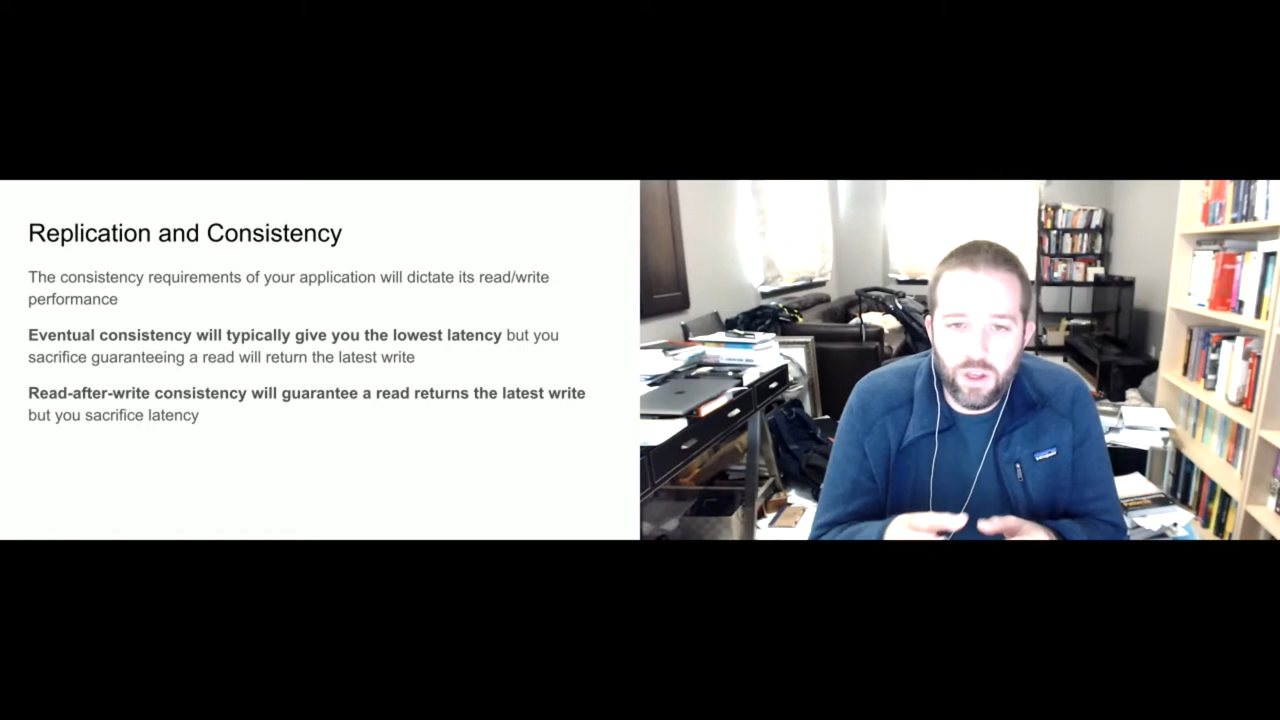 Replication and Consistency
The consistency requirements of your application will dictate its read/write
performance
Eventual consistency will typically give you the lowest latency but you
sacrifice guaranteeing a read will return the latest write
Read-after-write consistency will guarantee a read returns the latest write
but you sacrifice latency